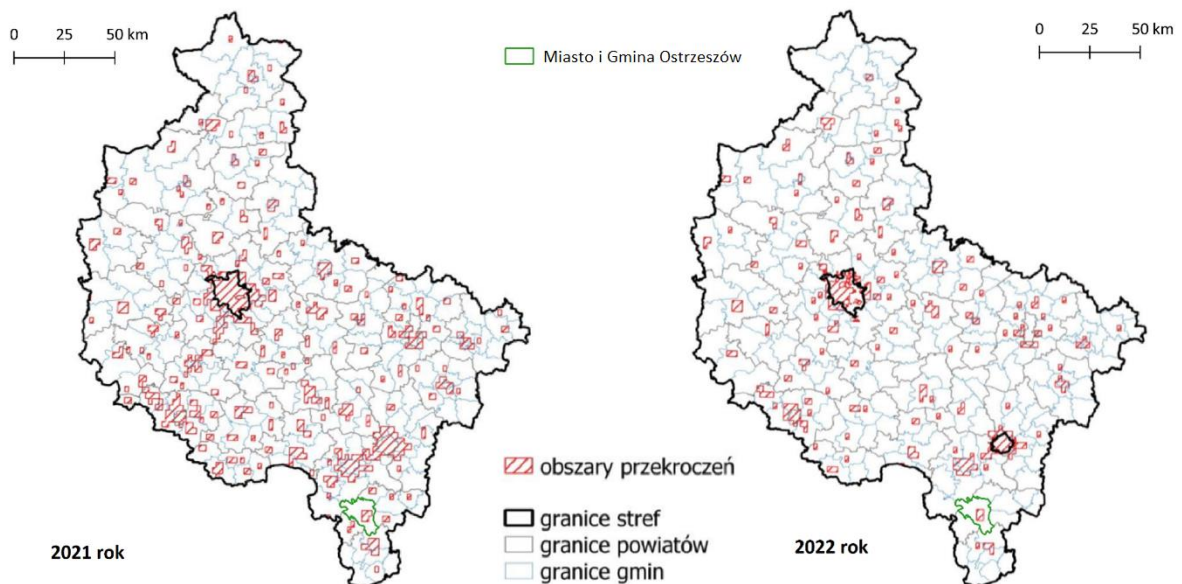 0 25 50 km
Miasto i Gmina Ostrzeszów
0 25 50 km
obszary przekroczeń
granice stref
granice powiatów
granice gmin
2021 rok
2022 rok